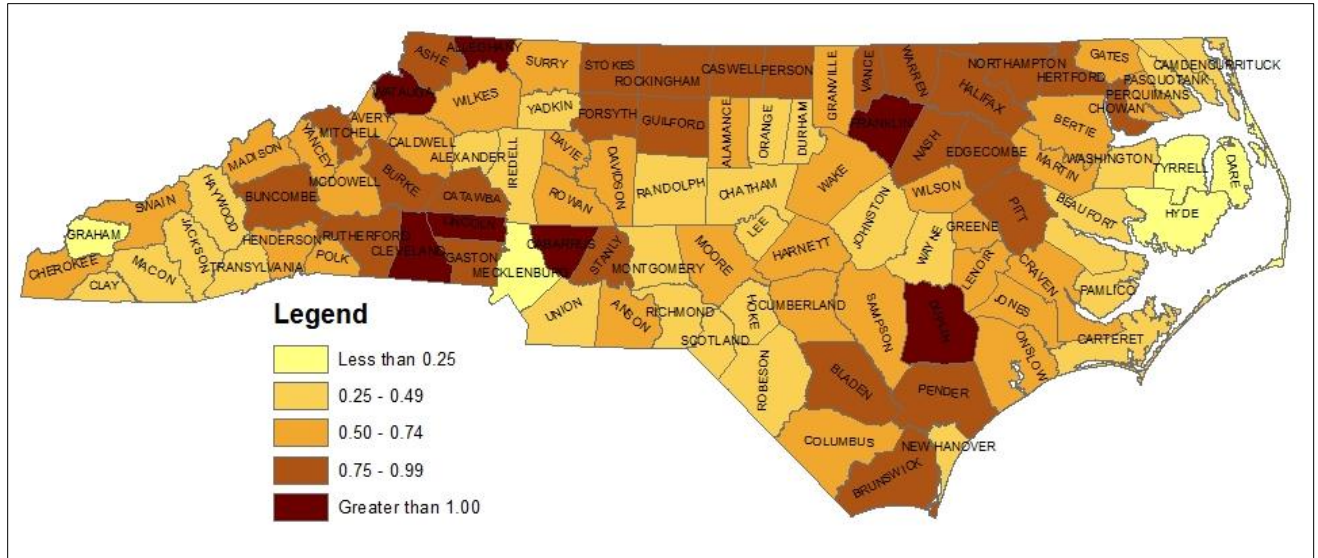 ALLEGHANY
ASHE
SURRY
STOKES
ROCKINGHAM
CASWELL
PERSON
GRANVILLE
VANCE
WARREN
NORTHAMPTON
HERTFORD
GATES
CAMDEN
CURRITUCK
PASQUOTANK
PERQUIMANS
CHOWAN
WATAUGA
WILKES
YADKIN
FORSYTH
GUILFORD
ALAMANCE
ORANGE
DURHAM
FRANKLIN
HALIFAX
NASH
BERTIE
AVERY
MITCHELL
YANCEY
MADISON
CALDWELL
ALEXANDER
IREDELL
DAVIE
DAVIDSON
RANDOLPH
CHATHAM
WAKE
EDGECOMBE
MARTIN
WASHINGTON
TYRRELL
DARE
HAYWOOD
BUNCOMBE
MCDOWELL
BURKE
CATAWBA
ROWAN
WILSON
JOHNSTON
PITT
BEAUFORT
HYDE
SWAIN
GRAHAM
CHEROKEE
CLAY
MACON
JACKSON
TRANSYLVANIA
HENDERSON
POLK
RUTHERFORD
CLEVELAND
LINCOLN
GASTON
MECKLENBURG
CABARRUS
STANLY
MONTGOMERY
MOORE
LEE
HARNETT
WAYNE
GREENE
LENOIR
CRAVEN
PAMLICO
UNION
ANSON
RICHMOND
SCOTLAND
HOKE
CUMBERLAND
SAMPSON
DUPLIN
JONES
ONSLOW
CARTERET
ROBESON
BLADEN
PENDER
COLUMBUS
NEW HANOVER
BRUNSWICK
Legend
Less than 0.25
0.25 - 0.49
0.50 - 0.74
0.75 - 0.99
Greater than 1.00